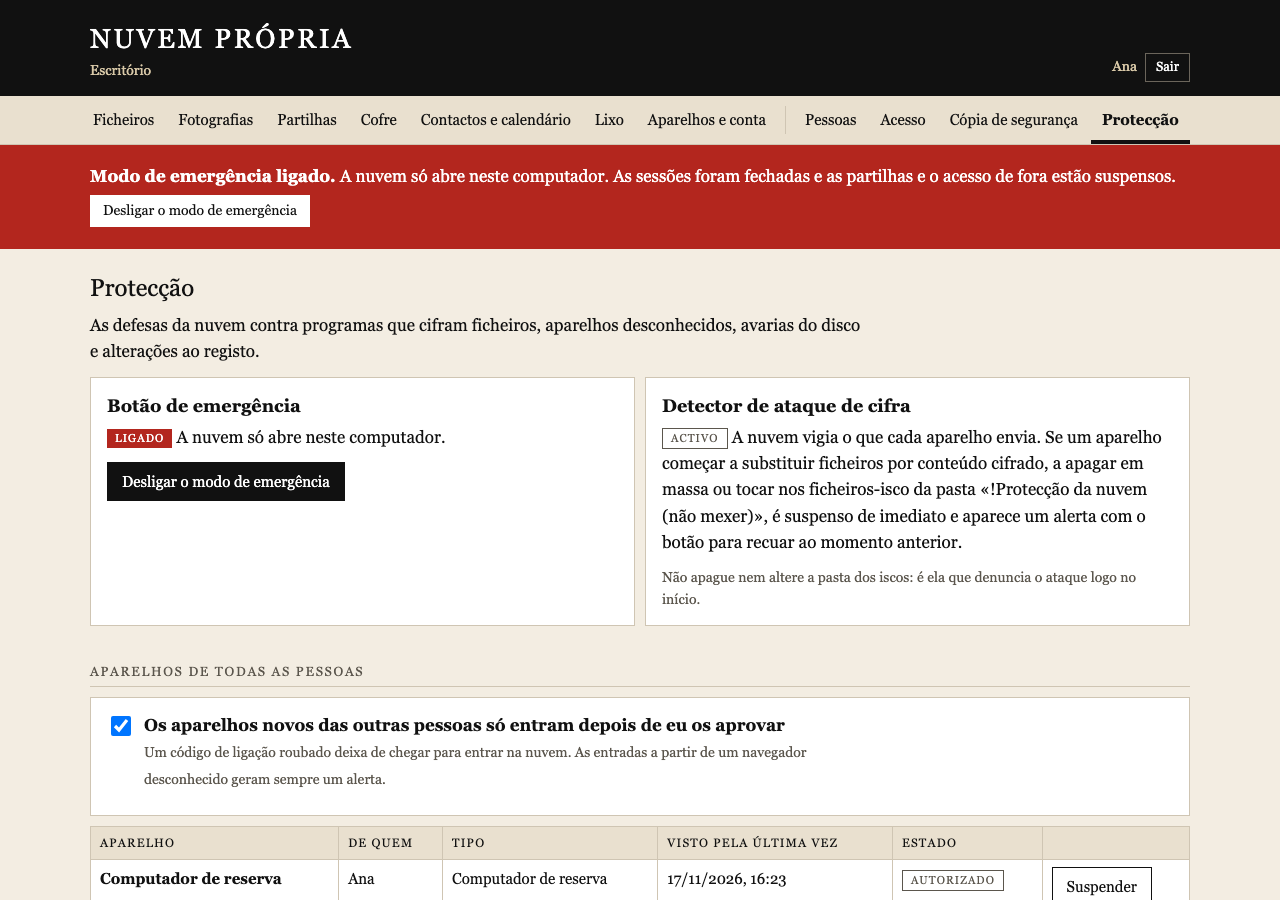 NUVEM PRÓPRIA
Escritório
Ana
Sair
Ficheiros
Fotografias
Partilhas
Cofre
Contactos e calendário
Lixo
Aparelhos e conta
Pessoas
Acesso
Cópia de segurança
Protecção
Modo de emergência ligado. A nuvem só abre neste computador. As sessões foram fechadas e as partilhas e o acesso de fora estão suspensos.
Desligar o modo de emergência
Protecção
As defesas da nuvem contra programas que cifram ficheiros, aparelhos desconhecidos, avarias do disco
e alterações ao registo.
Botão de emergência
LIGADO A nuvem só abre neste computador.
Desligar o modo de emergência
Detector de ataque de cifra
ACTIVO A nuvem vigia o que cada aparelho envia. Se um aparelho
começar a substituir ficheiros por conteúdo cifrado, a apagar em
massa ou tocar nos ficheiros-isco da pasta «!Protecção da nuvem
(não mexer)», é suspenso de imediato e aparece um alerta com o
botão para recuar ao momento anterior.
Não apague nem altere a pasta dos iscos: é ela que denuncia o ataque logo no
início.
APARELHOS DE TODAS AS PESSOAS
Os aparelhos novos das outras pessoas só entram depois de eu os aprovar
Um código de ligação roubado deixa de chegar para entrar na nuvem. As entradas a partir de um navegador
desconhecido geram sempre um alerta.
APARELHO
DE QUEM
TIPO
VISTO PELA ÚLTIMA VEZ
ESTADO
Computador de reserva
Ana
Computador de reserva
17/11/2026, 16:23
AUTORIZADO
Suspender